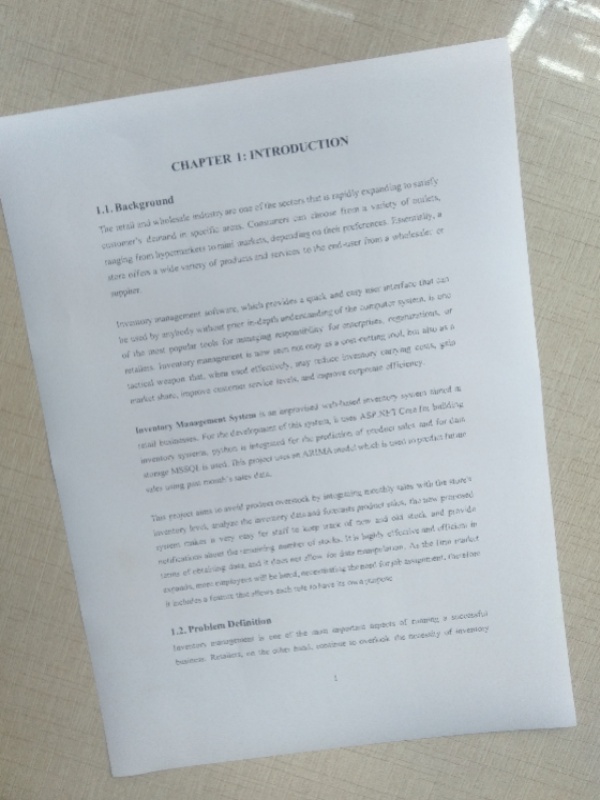 CHAPTER 1: INTRODUCTION
1.1. Background
The retail and wholesale industry are one of the sectors that is rapidly expanding to satisfy
customer's demand in specific areas. Consumers can choose from a variety of outlets,
ranging from hypermarkets to mini markets, depending on their preferences. Essentially, a
store offers a wide variety of products and services to the end-user from a wholesaler or
supplier.
Inventory management software, which provides a quick and easy user interface that can
be used by anybody without prior in-depth understanding of the computer system, is one
of the most popular tools for managing responsibility for enterprises, organizations, or
retailers. Inventory management is now seen not only as a cost-cutting tool, but also as a
tactical weapon that, when used effectively, may reduce inventory carrying costs, gain
market share, improve customer service levels, and improve corporate efficiency.
Inventory Management System is an improvised web-based inventory system aimed at
retail businesses. For the development of this system, it uses ASP.NET Core for building
inventory systems, python is integrated for the prediction of product sales and for data
storage MSSQL is used. This project uses an ARIMA model which is used to predict future
sales using past month's sales data.
This project aims to avoid product overstock by integrating monthly sales with the store's
inventory level, analyze the inventory data and forecasts product sales, the new proposed
system makes it very easy for staff to keep track of new and old stock and provide
notifications about the remaining number of stocks. It is highly effective and efficient in
terms of obtaining data, and it does not allow for data manipulation. As the firm market
expands, more employees will be hired, necessitating the need for job assignment, therefore
it includes a feature that allows each role to have its own purpose
1.2. Problem Definition
Inventory management is one of the most important aspects of running a successful
business. Retailers, on the other hand, continue to overlook the necessity of inventory
1